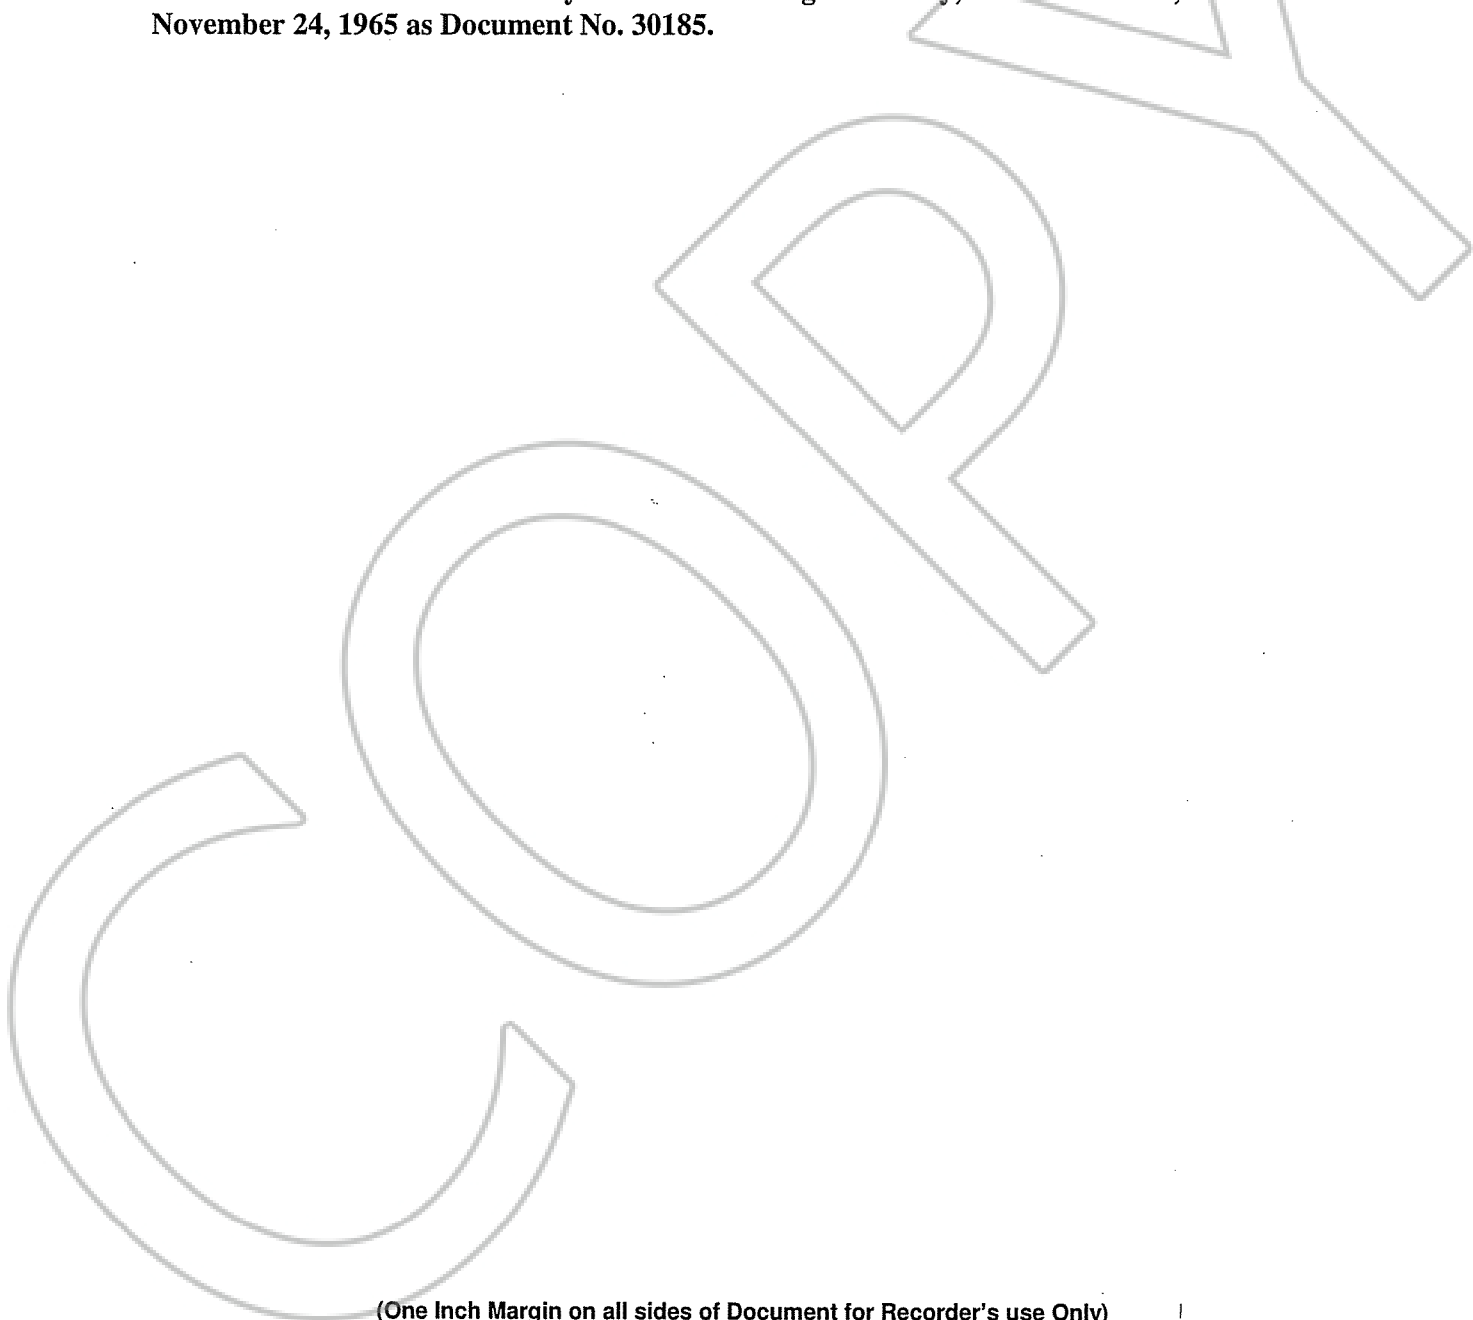 November 24, 1965 as Document No. 30185.
COPY
(One Inch Margin on all sides of Document for Recorder's use Only)